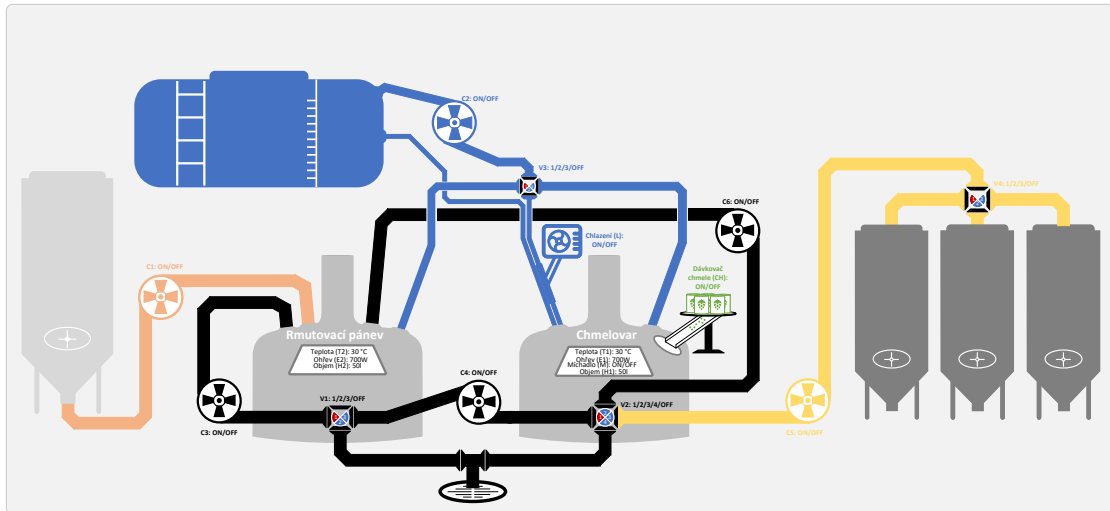 C2: ON/OFF
V3: 1/2/3/OFF
V4: 1/2/3/OFF
C6: ON/OFF
Chlazení (L):
ON/OFF
C1: ON/OFF
Dávkovač
chmele (CH):
ON/OFF
Rmutovací pánev
Teplota (T2): 30 °C
Ohřev (E2): 700W
Objem (H2): 50l
Chmelovar
Teplota (T1): 30 °C
Ohřev (E1): 700W
Míchadlo (M): ON/OFF
Objem (H1): 50l
C4: ON/OFF
V1: 1/2/3/OFF
V2: 1/2/3/4/OFF
C3: ON/OFF
C5: ON/OFF